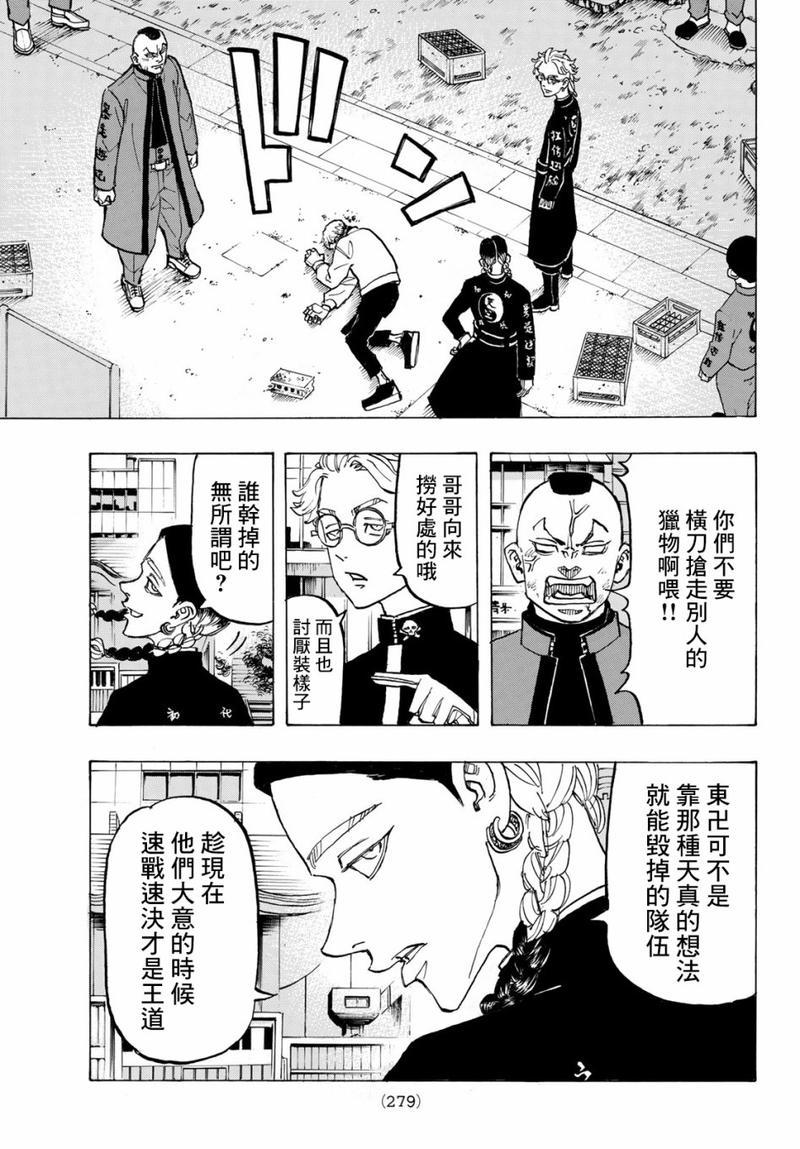 ドドッ
你們不要
橫刀搶走別人的
獵物啊喂!!
哥哥向來
撈好處的哦
而且也
討厭裝樣子
誰幹掉的
無所謂吧?
初代
東卍可不是
靠那種天真的想法
就能毀掉的隊伍
趁現在
他們大意的時候
速戰速決才是王道
六
(279)